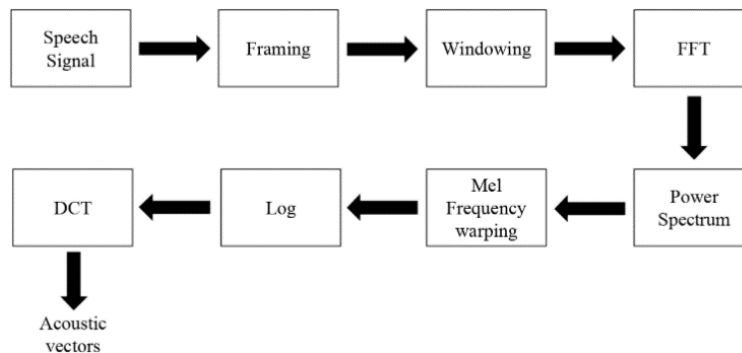 Speech
Signal
Framing
Windowing
FFT
Power
Spectrum
Mel
Frequency
warping
Log
DCT
Acoustic
vectors